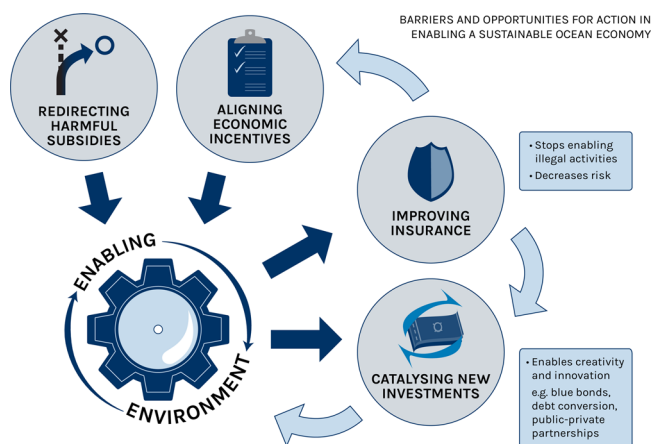 BARRIERS AND OPPORTUNITIES FOR ACTION IN
ENABLING A SUSTAINABLE OCEAN ECONOMY
REDIRECTING
HARMFUL
SUBSIDIES
ALIGNING
ECONOMIC
INCENTIVES
IMPROVING
INSURANCE
• Stops enabling
illegal activities
• Decreases risk
ENABLING
ENVIRONMENT
CATALYSING NEW
INVESTMENTS
• Enables creativity
and innovation
e.g. blue bonds,
debt conversion,
public-private
partnerships